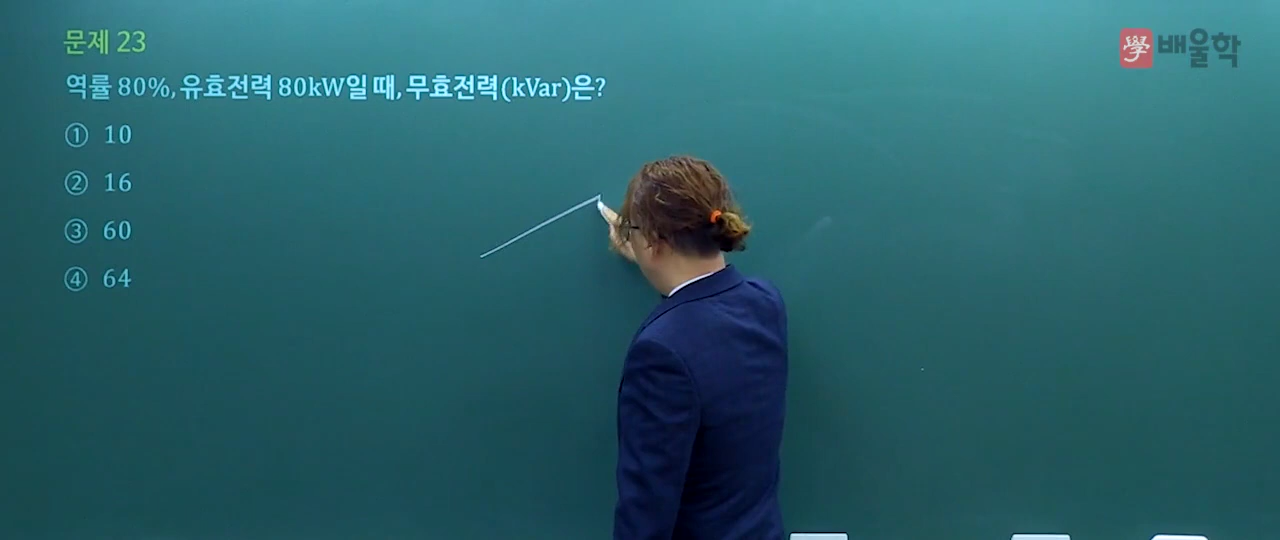 문제 23
學 배울학
역률 80%, 유효전력 80kW일 때, 무효전력(kVar)은?
① 10
② 16
③ 60
④ 64